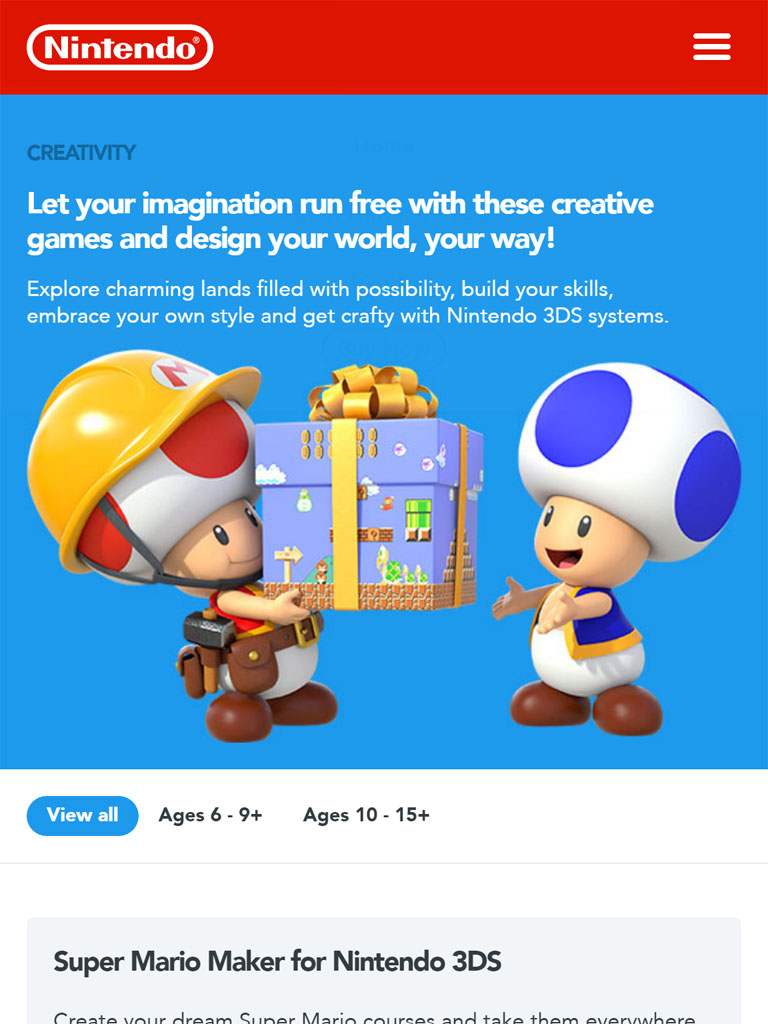 Nintendo®
CREATIVITY
Let your imagination run free with these creative
games and design your world, your way!
Explore charming lands filled with possibility, build your skills,
embrace your own style and get crafty with Nintendo 3DS systems.
M
View all
Ages 6 - 9+
Ages 10 - 15+
Super Mario Maker for Nintendo 3DS
Create your dream Super Mario courses and take them everywhere